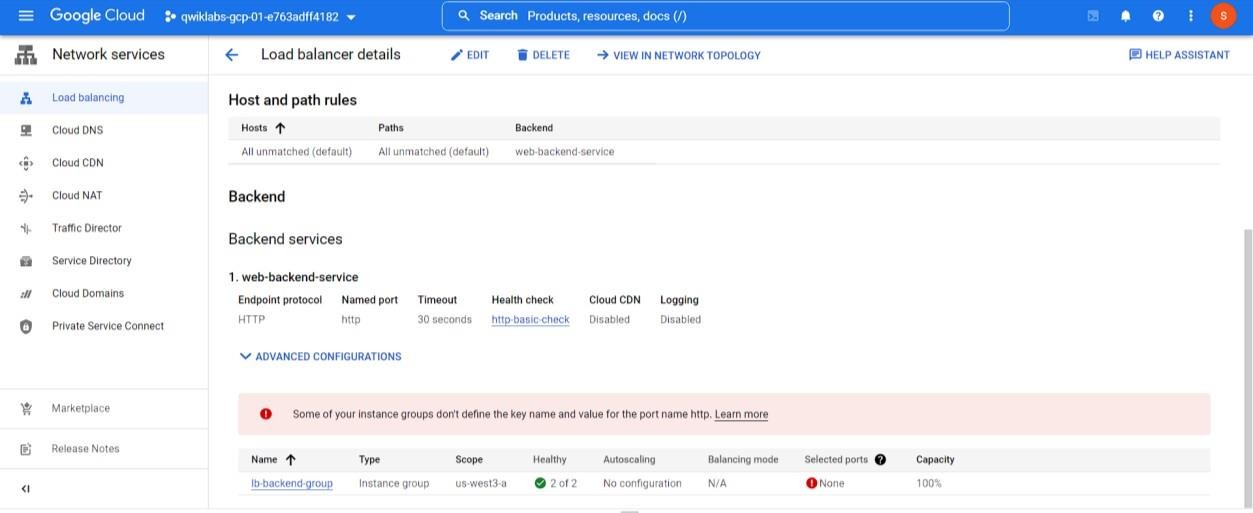 Google Cloud qwiklabs-gcp-01-e763adff4182 Search Products, resources, docs (/) S
Network services
Load balancer details EDIT DELETE VIEW IN NETWORK TOPOLOGY HELP ASSISTANT
Load balancing
Cloud DNS
Cloud CDN
Cloud NAT
Traffic Director
Service Directory
Cloud Domains
Private Service Connect
Marketplace
Release Notes
Host and path rules
Hosts Paths Backend
All unmatched (default) All unmatched (default) web-backend-service
Backend
Backend services
1. web-backend-service
Endpoint protocol Named port Timeout Health check Cloud CDN Logging
HTTP http 30 seconds http-basic-check Disabled Disabled
ADVANCED CONFIGURATIONS
Some of your instance groups don't define the key name and value for the port name http. Learn more
Name Type Scope Healthy Autoscaling Balancing mode Selected ports Capacity
lb-backend-group Instance group us-west3-a 2 of 2 No configuration N/A None 100%